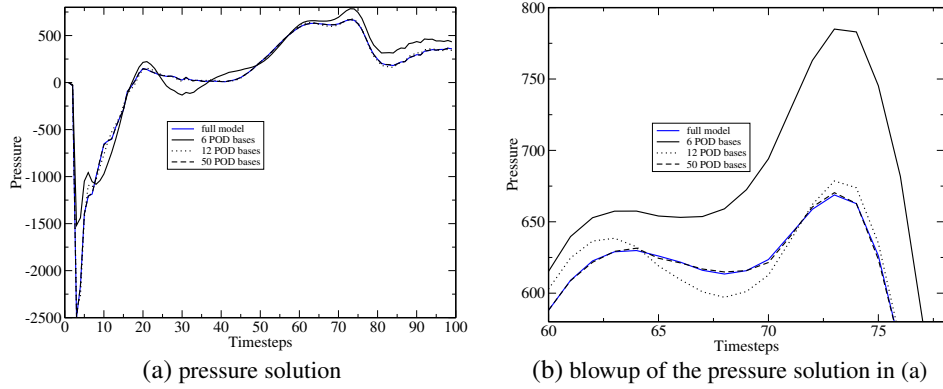 500
0
-500
-1000
-1500
-2000
-2500
Pressure
full model
6 POD bases
12 POD bases
50 POD bases
0 10 20 30 40 50 60 70 80 90 100
Timesteps
(a) pressure solution
800
750
700
650
600
Pressure
full model
6 POD bases
12 POD bases
50 POD bases
60 65 70 75
Timesteps
(b) blowup of the pressure solution in (a)